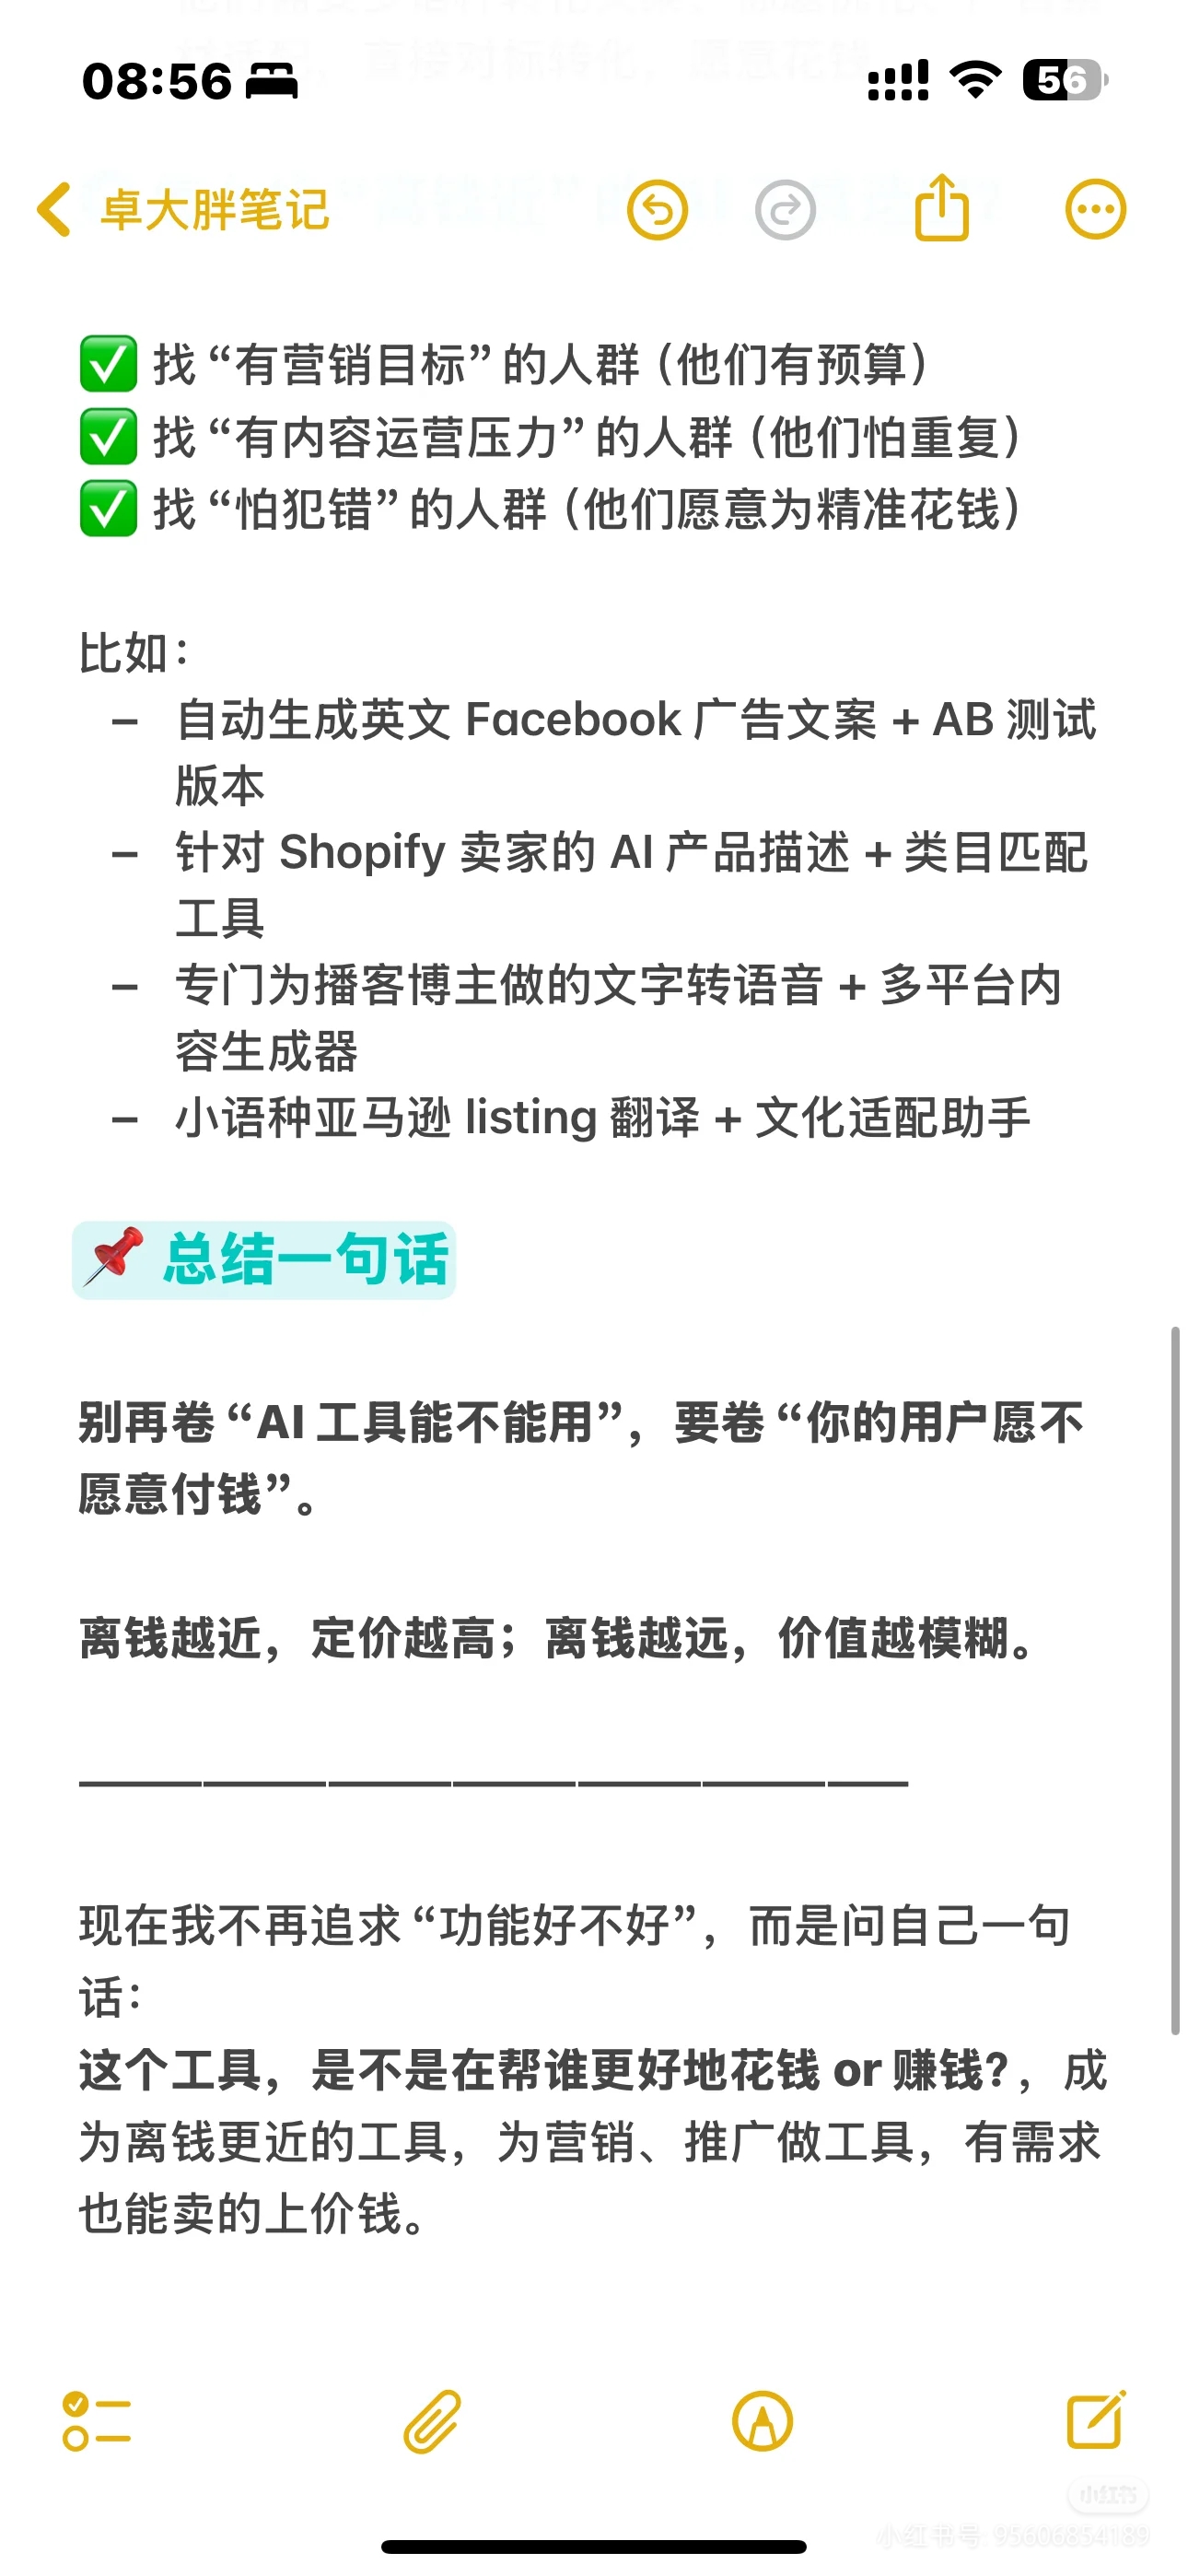 08:56
56
卓大胖笔记
✅ 找 “有营销目标” 的人群（他们有预算）
✅ 找 “有内容运营压力” 的人群（他们怕重复）
✅ 找 “怕犯错” 的人群（他们愿意为精准花钱）
比如：
– 自动生成英文 Facebook 广告文案 + AB 测试
版本
– 针对 Shopify 卖家的 AI 产品描述 + 类目匹配
工具
– 专门为播客博主做的文字转语音 + 多平台内
容生成器
– 小语种亚马逊 listing 翻译 + 文化适配助手
📌 总结一句话
别再卷 “AI 工具能不能用”，要卷 “你的用户愿不
愿意付钱”。
离钱越近，定价越高；离钱越远，价值越模糊。
现在我不再追求 “功能好不好”，而是问自己一句
话：
这个工具，是不是在帮谁更好地花钱 or 赚钱?，成
为离钱更近的工具，为营销、推广做工具，有需求
也能卖的上价钱。
小红书
小红书号: 95606854189